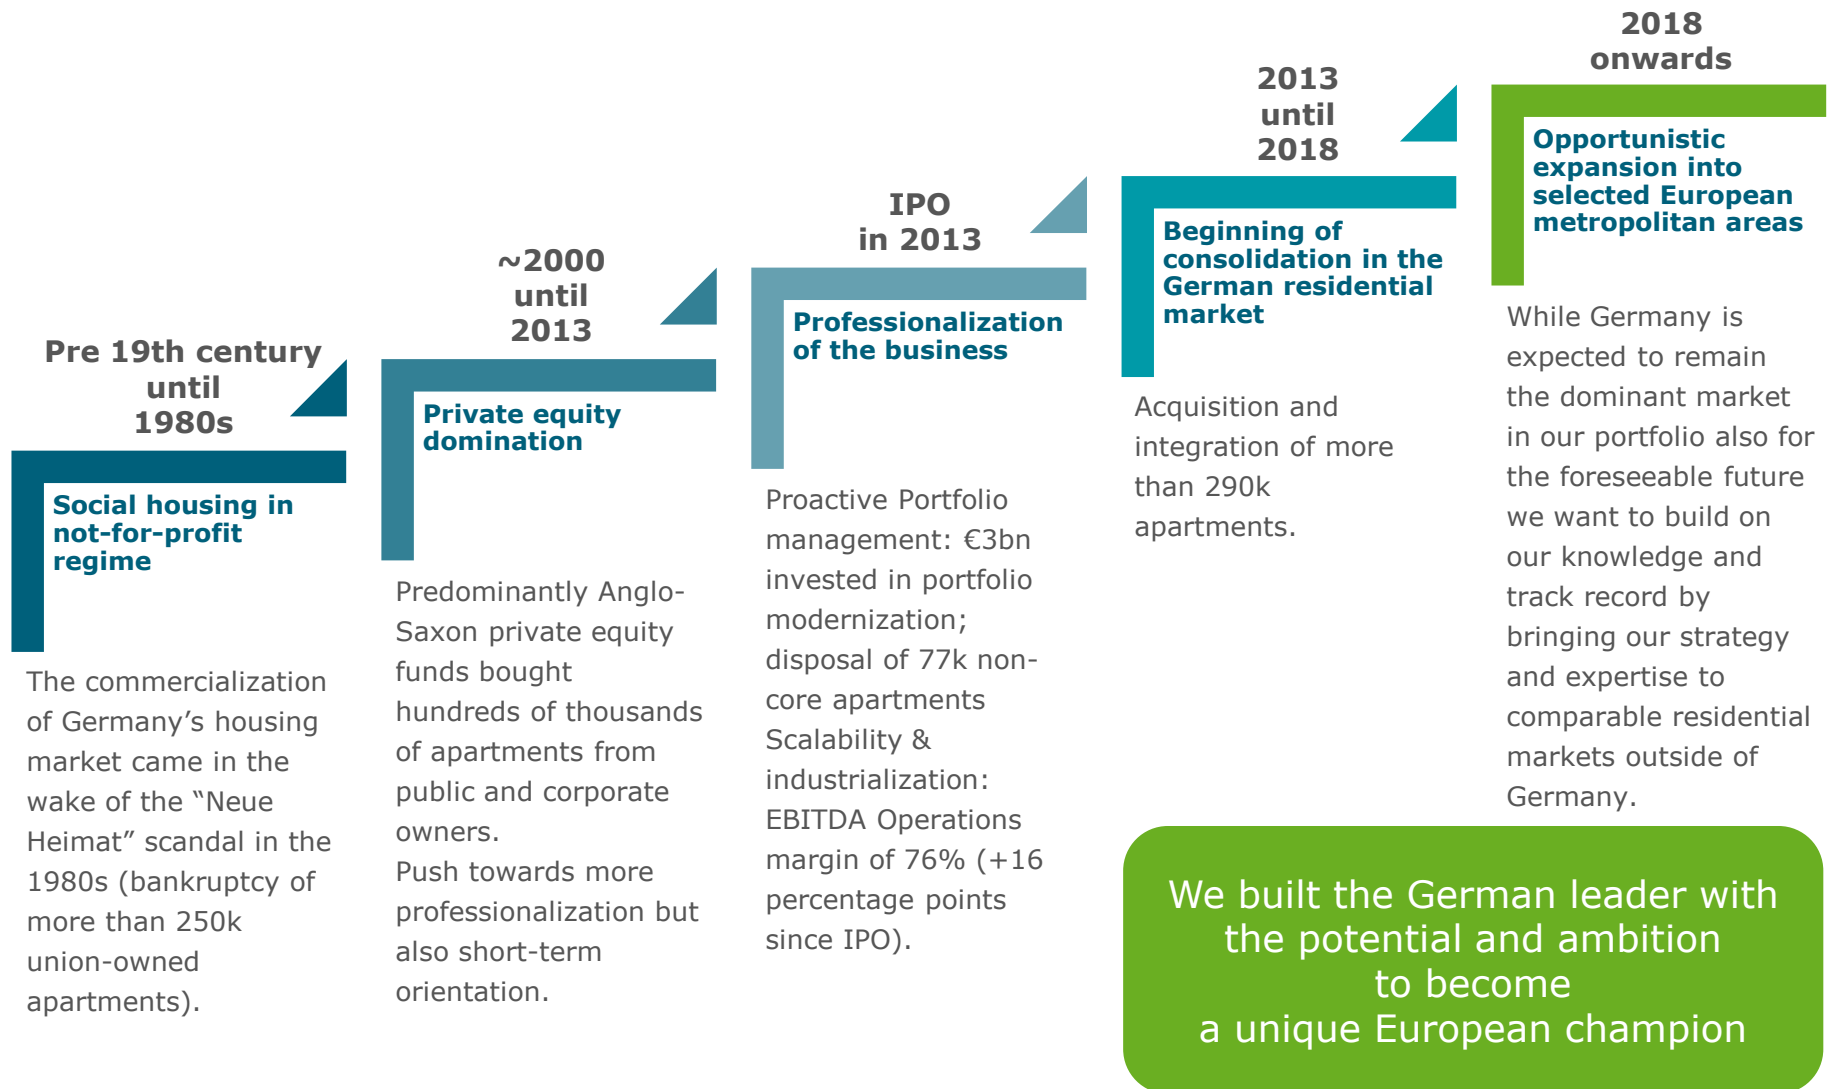 Pre 19th century
until
1980s
Social housing in
not-for-profit
regime
The commercialization
of Germany’s housing
market came in the
wake of the “Neue
Heimat” scandal in the
1980s (bankruptcy of
more than 250k
union-owned
apartments).
~2000
until
2013
Private equity
domination
Predominantly Anglo-
Saxon private equity
funds bought
hundreds of thousands
of apartments from
public and corporate
owners.
Push towards more
professionalization but
also short-term
orientation.
IPO
in 2013
Professionalization
of the business
Proactive Portfolio
management: €3bn
invested in portfolio
modernization;
disposal of 77k non-
core apartments
Scalability &
industrialization:
EBITDA Operations
margin of 76% (+16
percentage points
since IPO).
2013
until
2018
Beginning of
consolidation in the
German residential
market
Acquisition and
integration of more
than 290k
apartments.
2018
onwards
Opportunistic
expansion into
selected European
metropolitan areas
While Germany is
expected to remain
the dominant market
in our portfolio also for
the foreseeable future
we want to build on
our knowledge and
track record by
bringing our strategy
and expertise to
comparable residential
markets outside of
Germany.
We built the German leader with
the potential and ambition
to become
a unique European champion